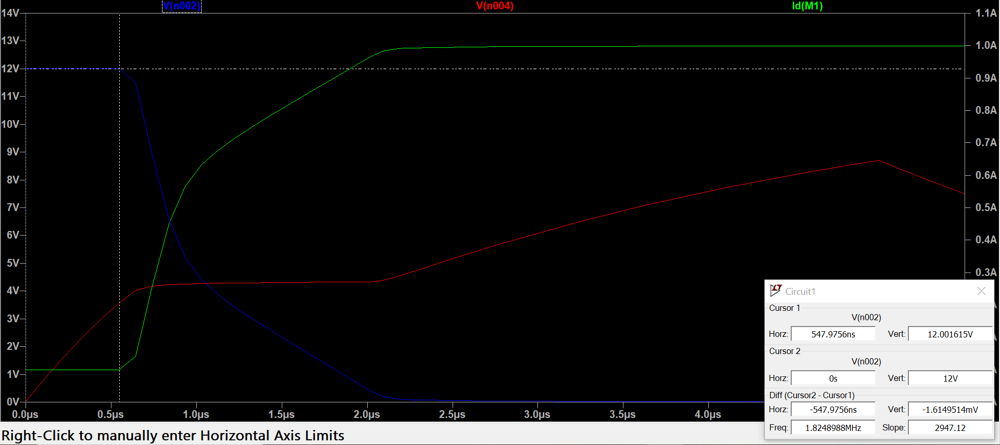 V(n002) V(n004) Id(M1)
14V 1.1A
13V 1.0A
12V 0.9A
11V 0.8A
10V 0.7A
9V 0.6A
8V 0.5A
7V 0.4A
6V 0.3A
5V
4V
3V
2V
1V
0V
0.0µs 0.5µs 1.0µs 1.5µs 2.0µs 2.5µs 3.0µs 3.5µs 4.0µs
Circuit1
Cursor 1
V(n002)
Horz: 547.9756ns Vert: 12.001615V
Cursor 2
V(n002)
Horz: 0s Vert: 12V
Diff (Cursor2 - Cursor1)
Horz: -547.9756ns Vert: -1.6149514mV
Freq: 1.8248988MHz Slope: 2947.12
Right-Click to manually enter Horizontal Axis Limits